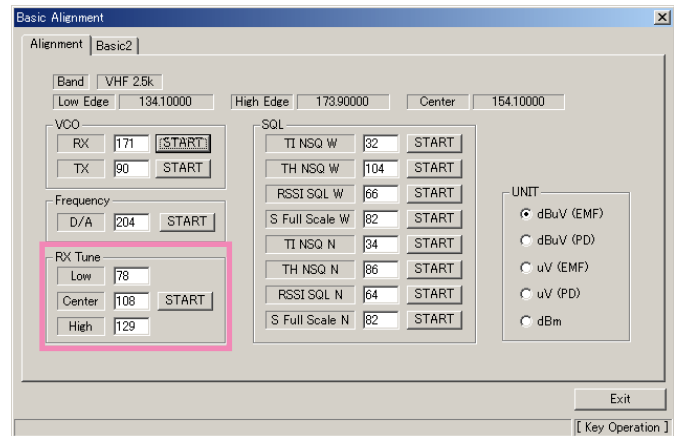 Basic Alignment
Alignment Basic2
Band VHF 2.5k
Low Edge 134.10000 High Edge 173.90000 Center 154.10000
VCO
RX 171 START
TX 90 START
Frequency
D/A 204 START
RX Tune
Low 78
Center 108 START
High 129
SQL
TI NSQ W 32 START
TH NSQ W 104 START
RSSI SQL W 66 START
S Full Scale W 82 START
TI NSQ N 34 START
TH NSQ N 86 START
RSSI SQL N 64 START
S Full Scale N 82 START
UNIT
dBuV (EMF)
dBuV (PD)
uV (EMF)
uV (PD)
dBm
Exit
[ Key Operation ]